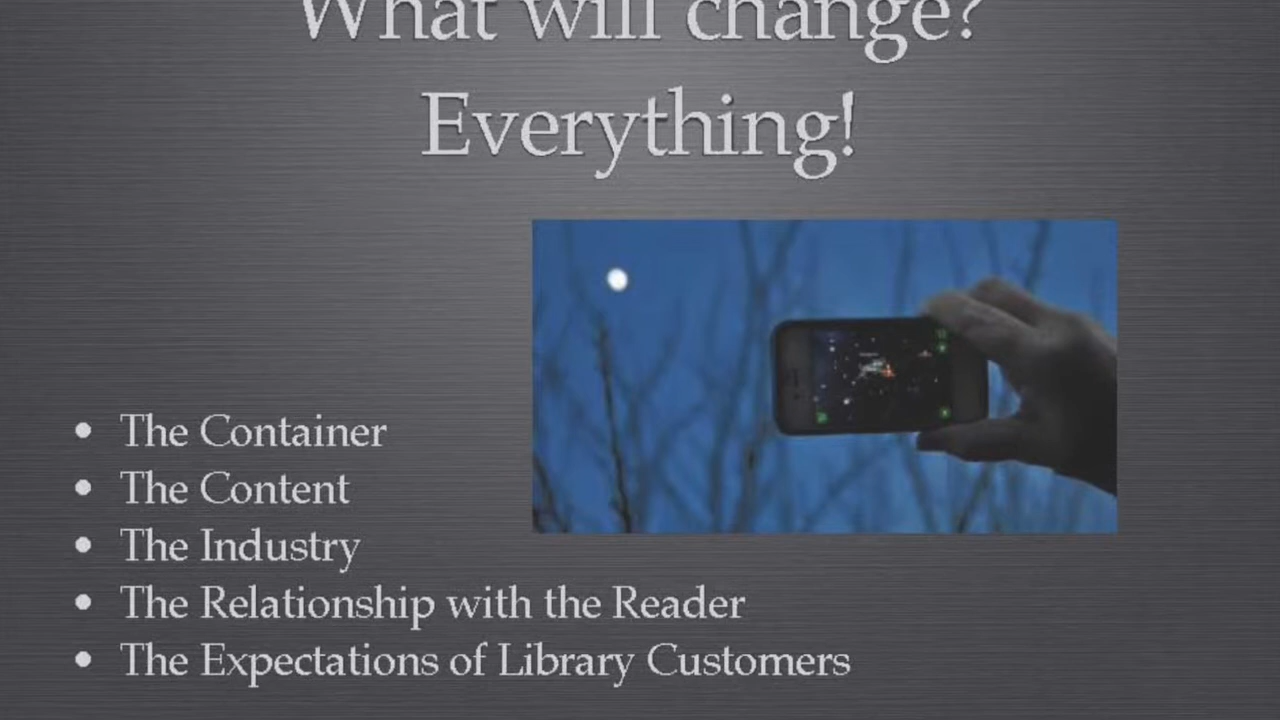 What will change?
Everything!
• The Container
• The Content
• The Industry
• The Relationship with the Reader
• The Expectations of Library Customers